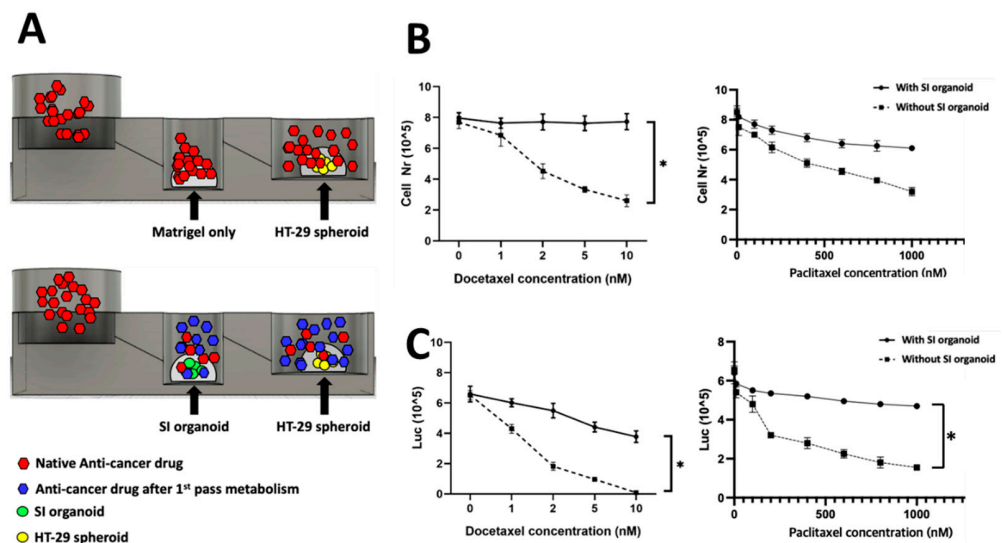 A
Matrigel only
HT-29 spheroid
SI organoid
HT-29 spheroid
Native Anti-cancer drug
Anti-cancer drug after 1st pass metabolism
SI organoid
HT-29 spheroid
B
Cell Nr (10^5)
10
8
6
4
2
0
0 1 2 5 10
Docetaxel concentration (nM)
*
With SI organoid
Without SI organoid
Cell Nr (10^5)
10
8
6
4
2
0
0 500 1000
Paclitaxel concentration (nM)
C
Luc (10^5)
8
6
4
2
0
0 1 2 5 10
Docetaxel concentration (nM)
*
With SI organoid
Without SI organoid
Luc (10^5)
8
6
4
2
0
0 500 1000
Paclitaxel concentration (nM)
*